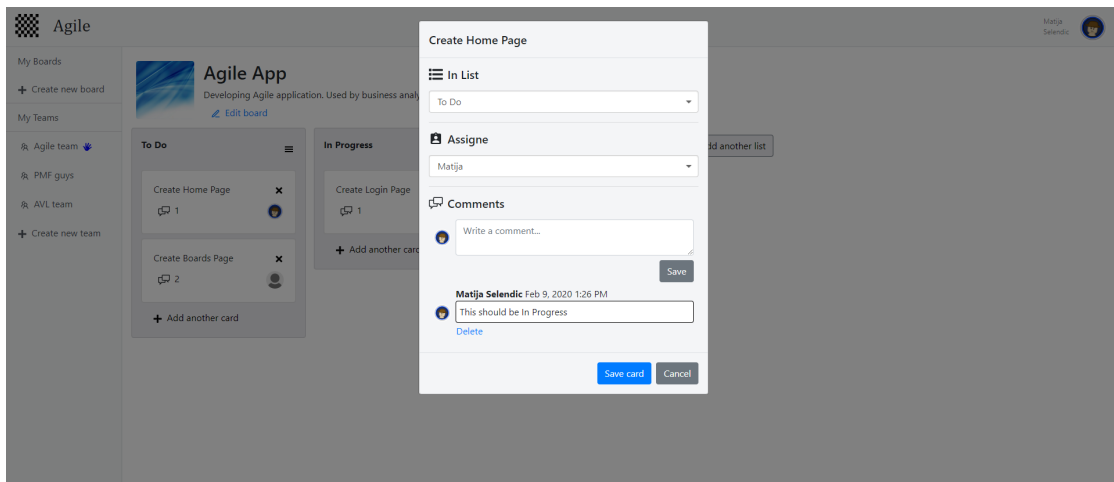 Agile
Matija
Selendic
My Boards
+ Create new board
My Teams
Agile team
PMF guys
AVL team
+ Create new team
Agile App
Developing Agile application. Used by business
Edit board
To Do
Create Home Page
1
Create Boards Page
2
+ Add another card
In Progress
Create Login Page
1
+ Add another card
dd another list
Create Home Page
In List
To Do
Assigne
Matija
Comments
Write a comment...
Save
Matija Selendic Feb 9, 2020 1:26 PM
This should be In Progress
Delete
Save card
Cancel